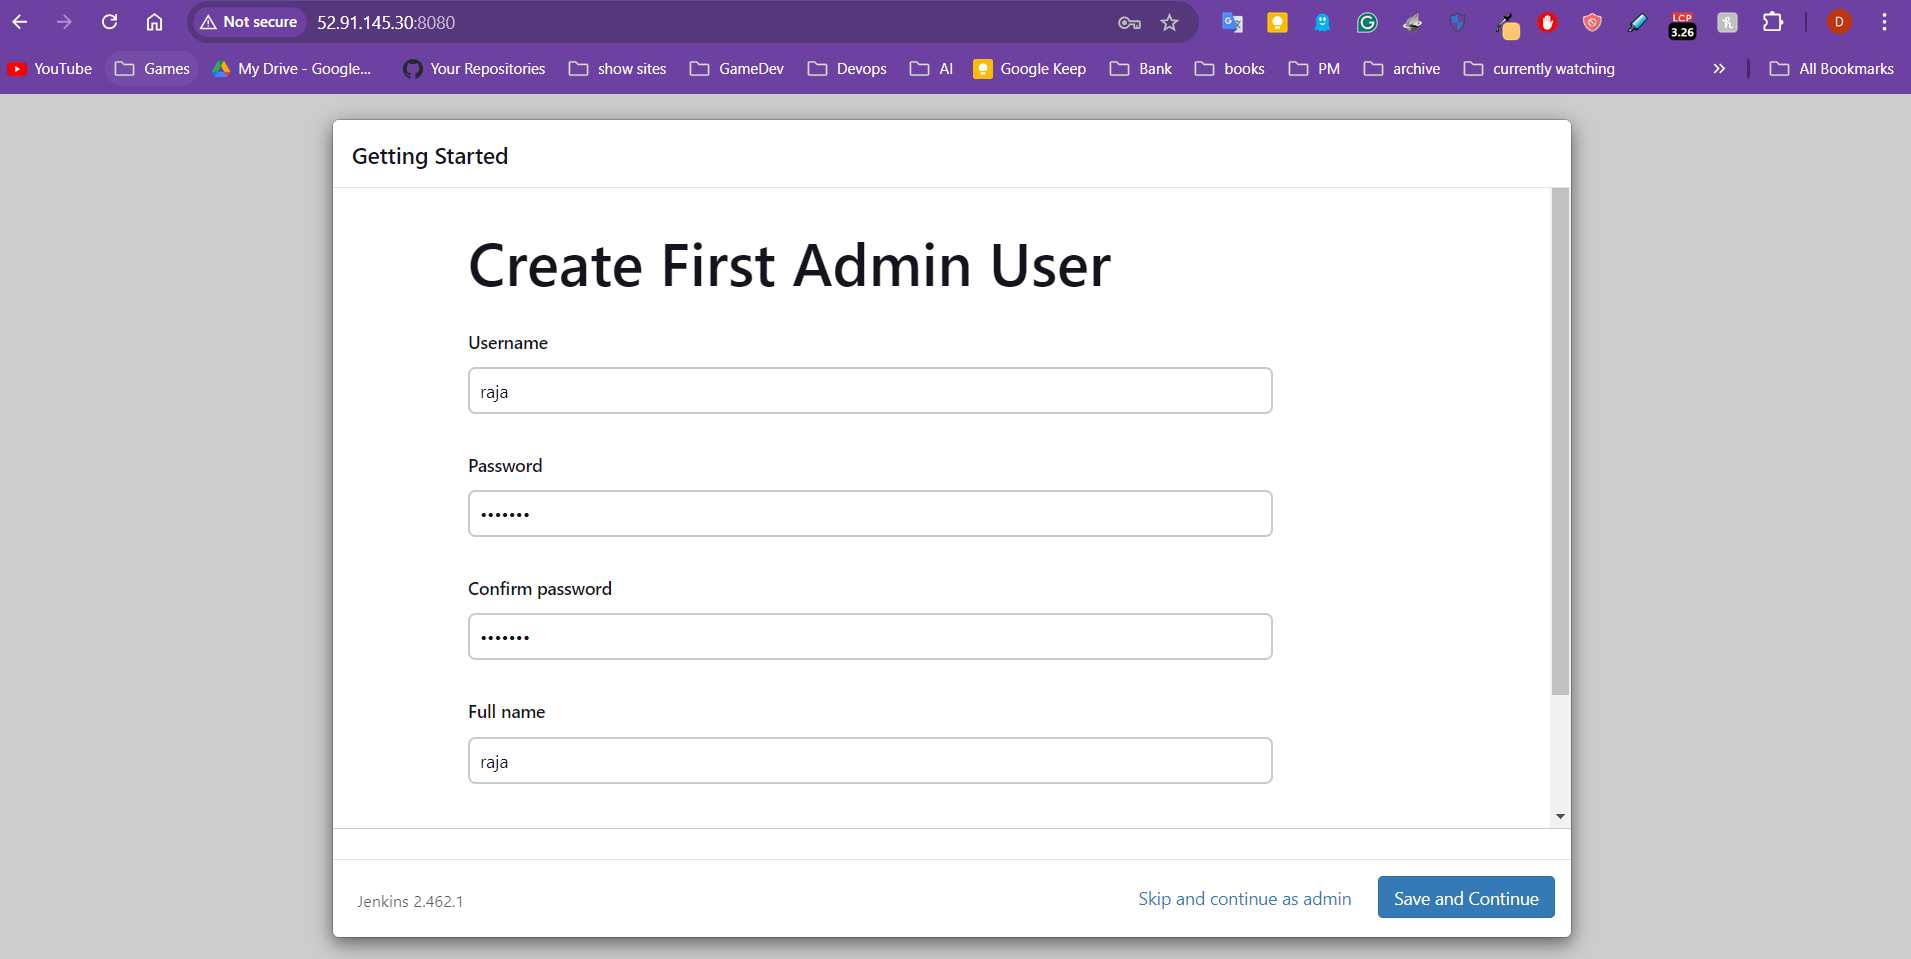 Not secure 52.91.145.30:8080 LCP 3.26 D
YouTube Games My Drive - Google... Your Repositories show sites GameDev Devops AI Google Keep Bank books PM archive currently watching » All Bookmarks
Getting Started
Create First Admin User
Username
raja
Password
•••••••
Confirm password
•••••••
Full name
raja
Jenkins 2.462.1 Skip and continue as admin Save and Continue